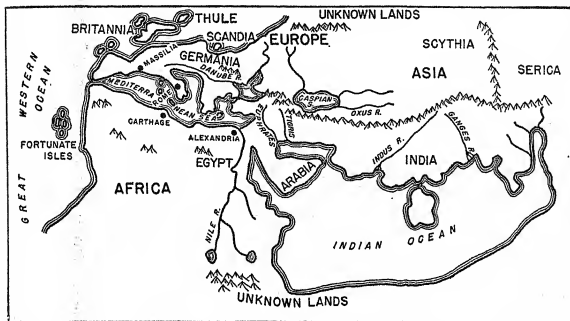 UNKNOWN LANDS
THULE
BRITANNIA
SCANDIA
EUROPE
MASSILIA
GERMANIA
SCYTHIA
DANUBE R.
ASIA
SERICA
GREAT WESTERN OCEAN
MEDITERRANEAN SEA
ROME
CASPIAN S.
OXUS R.
CARTHAGE
ALEXANDRIA
EUPHRATES
TIGRIS
INDUS R.
GANGES R.
FORTUNATE
ISLES
EGYPT
ARABIA
INDIA
AFRICA
NILE R.
INDIAN OCEAN
UNKNOWN LANDS